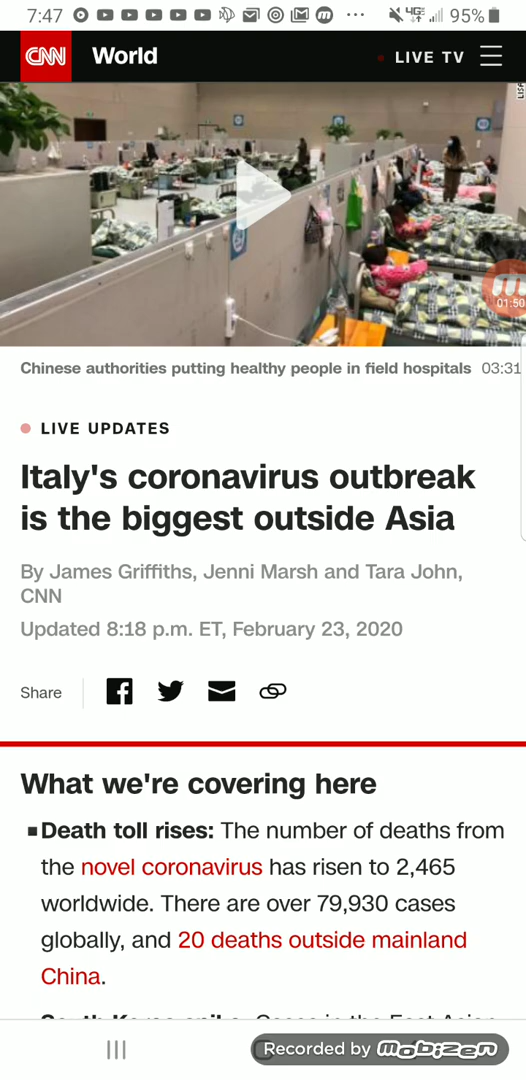 7:47
4GE
95%
CNN World LIVE TV
01:50
Chinese authorities putting healthy people in field hospitals 03:31
LIVE UPDATES
Italy's coronavirus outbreak
is the biggest outside Asia
By James Griffiths, Jenni Marsh and Tara John,
CNN
Updated 8:18 p.m. ET, February 23, 2020
Share
What we're covering here
Death toll rises: The number of deaths from
the novel coronavirus has risen to 2,465
worldwide. There are over 79,930 cases
globally, and 20 deaths outside mainland
China.
Recorded by mobizen